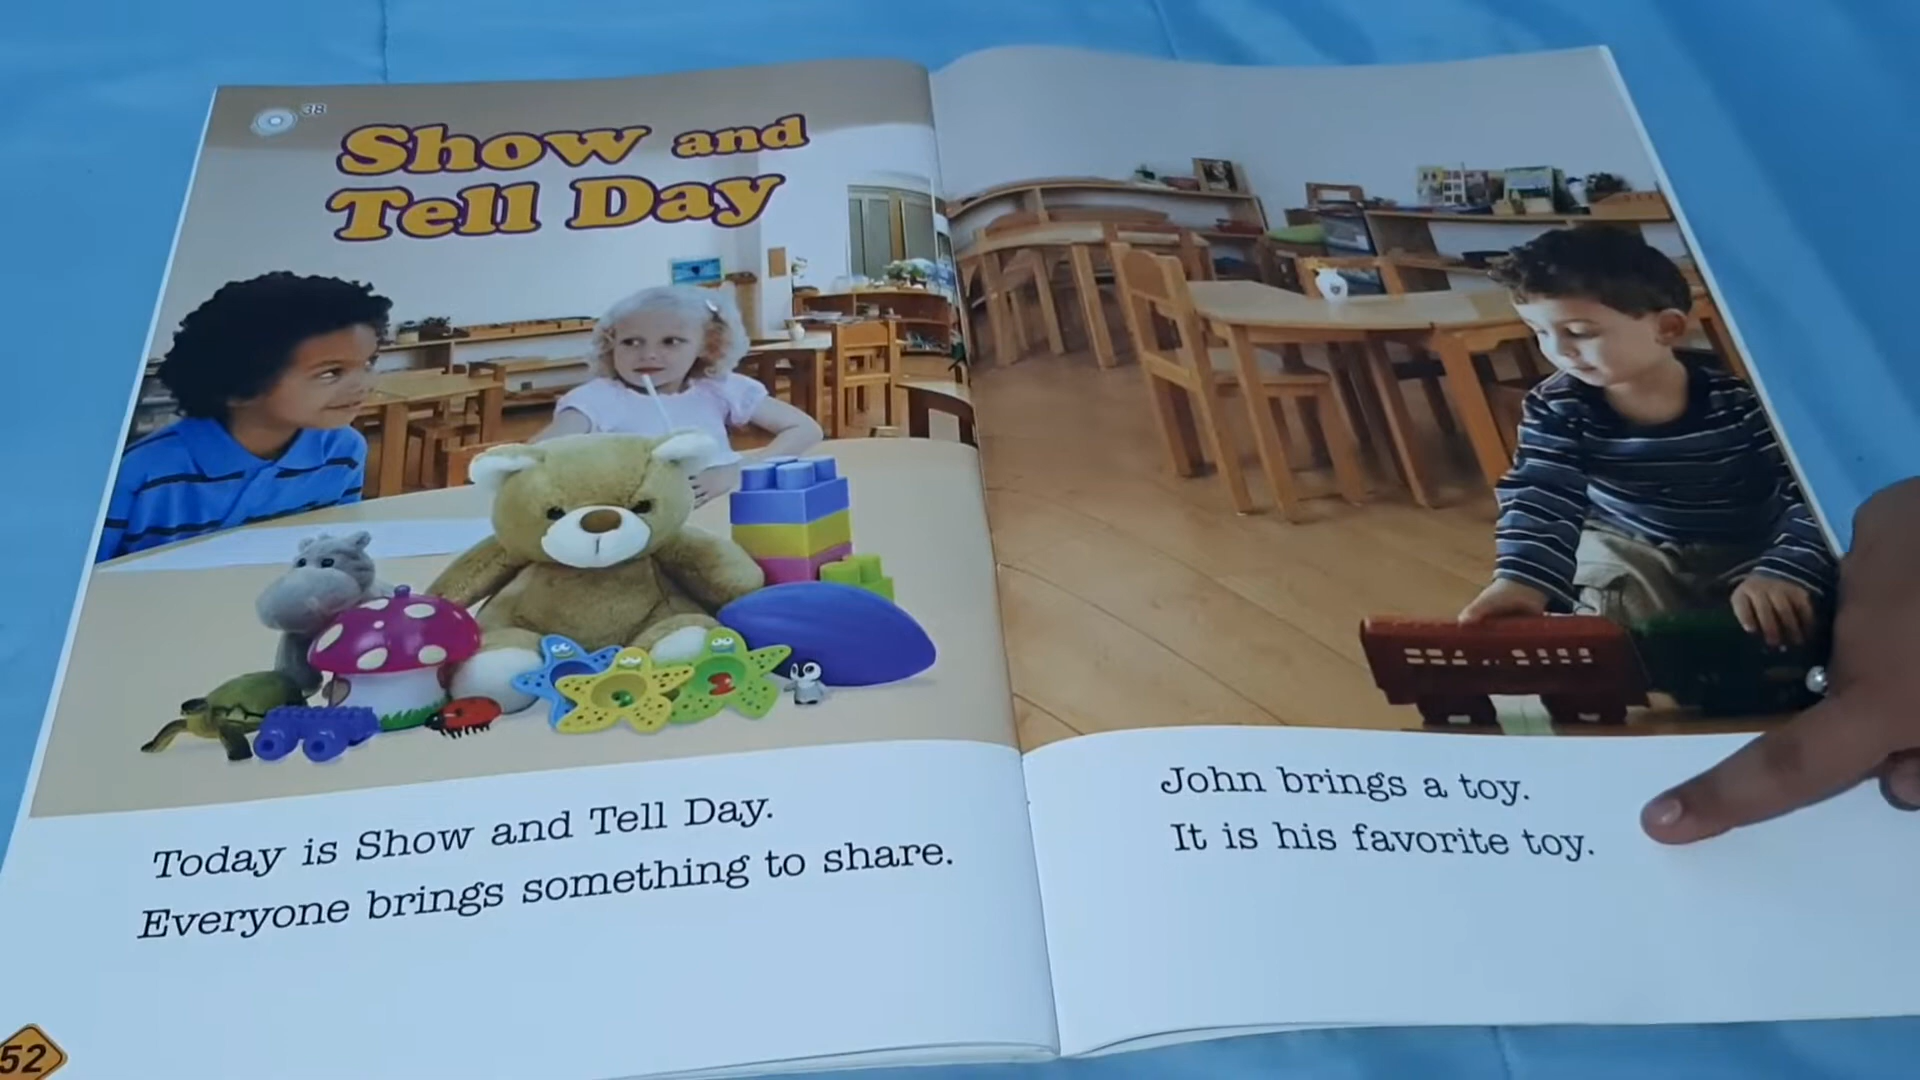 38
Show and
Tell Day
Today is Show and Tell Day.
Everyone brings something to share.
52
John brings a toy.
It is his favorite toy.